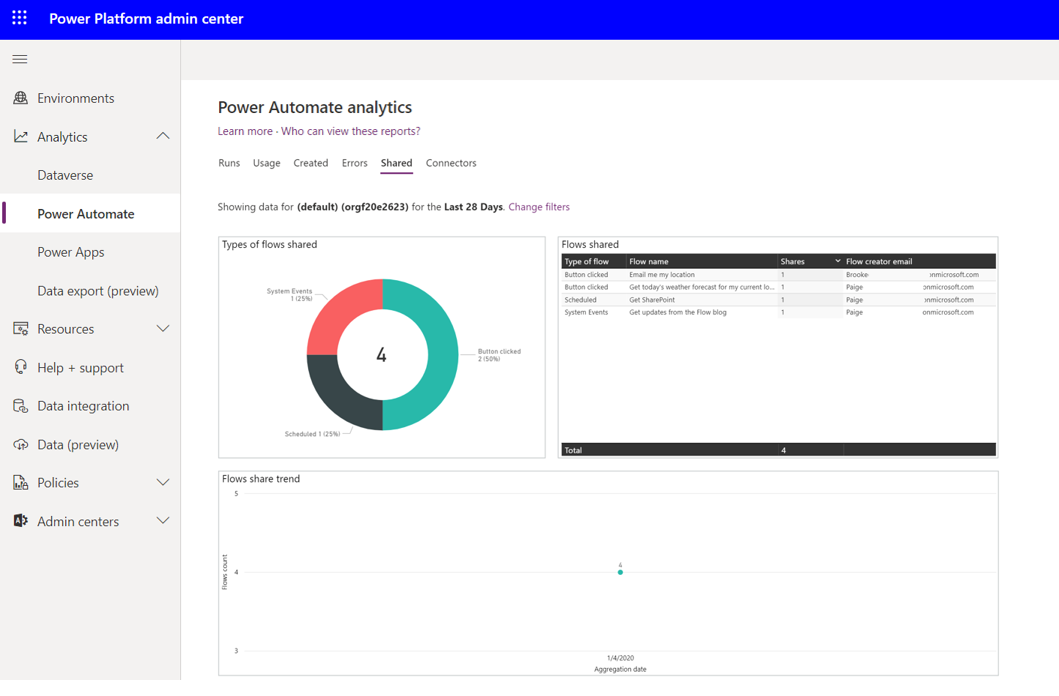 Power Platform admin center
Environments
Analytics
Dataverse
Power Automate
Power Apps
Data export (preview)
Resources
Help + support
Data integration
Data (preview)
Policies
Admin centers
Power Automate analytics
Learn more · Who can view these reports?
Runs Usage Created Errors Shared Connectors
Showing data for (default) (orgf20e2623) for the Last 28 Days. Change filters
Types of flows shared
System Events
1 (25%)
4
Button clicked
2 (50%)
Scheduled 1 (25%)
Flows shared
Type of flow Flow name Shares Flow creator email
Button clicked Email me my location 1 Brooke onmicrosoft.com
Button clicked Get today's weather forecast for my current lo... 1 Paige onmicrosoft.com
Scheduled Get SharePoint 1 Paige onmicrosoft.com
System Events Get updates from the Flow blog 1 Paige onmicrosoft.com
Total 4
Flows share trend
Flows count
5
4
3
4
1/4/2020
Aggregation date